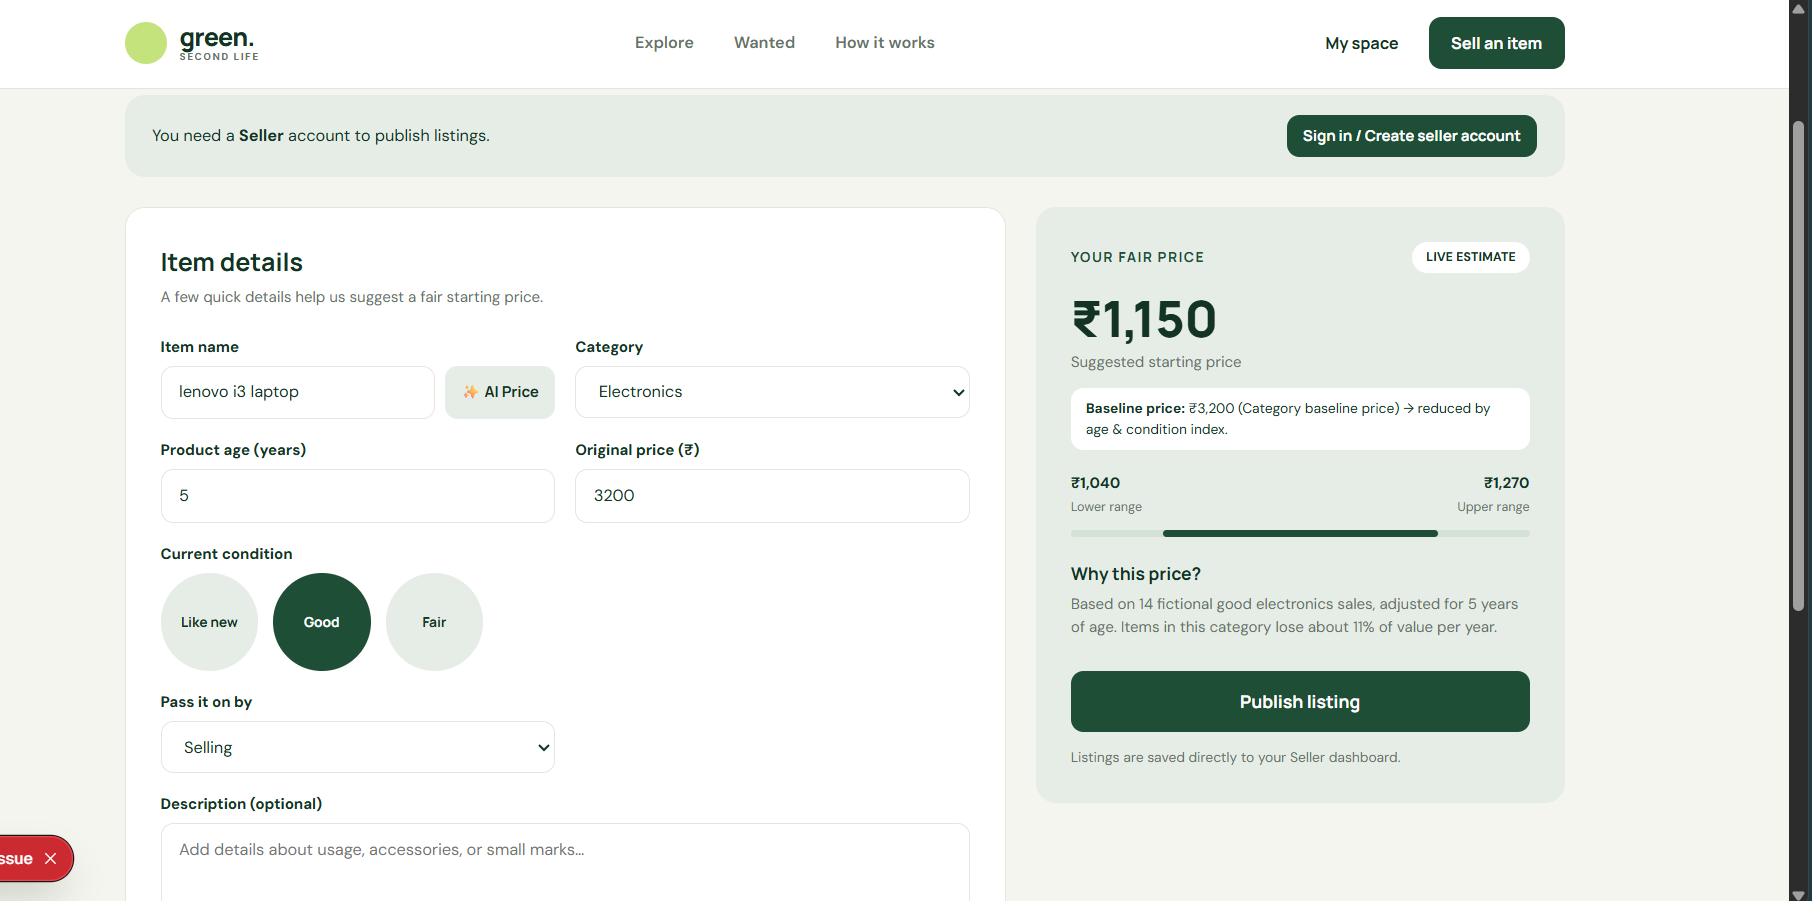 green.
SECOND LIFE
Explore
Wanted
How it works
My space
Sell an item
You need a Seller account to publish listings.
Sign in / Create seller account
Item details
A few quick details help us suggest a fair starting price.
Item name
Category
lenovo i3 laptop
✨ AI Price
Electronics
Product age (years)
Original price (₹)
5
3200
Current condition
Like new
Good
Fair
Pass it on by
Selling
Description (optional)
Add details about usage, accessories, or small marks...
YOUR FAIR PRICE
LIVE ESTIMATE
₹1,150
Suggested starting price
Baseline price: ₹3,200 (Category baseline price) → reduced by
age & condition index.
₹1,040
₹1,270
Lower range
Upper range
Why this price?
Based on 14 fictional good electronics sales, adjusted for 5 years
of age. Items in this category lose about 11% of value per year.
Publish listing
Listings are saved directly to your Seller dashboard.